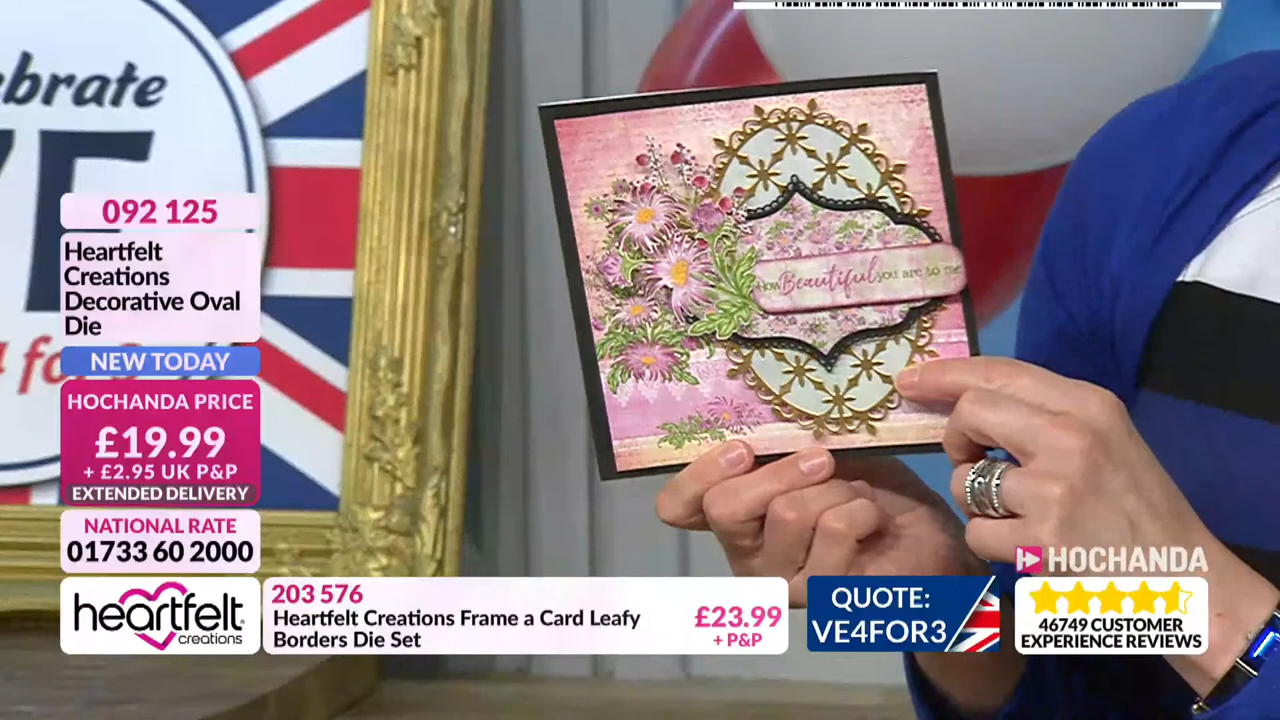 ebrate
092 125
Heartfelt
Creations
Decorative Oval
Die
NEW TODAY
HOCHANDA PRICE
£19.99
+ £2.95 UK P&P
EXTENDED DELIVERY
NATIONAL RATE
01733 60 2000
How Beautiful you are to me
heartfelt
creations
203 576
Heartfelt Creations Frame a Card Leafy
Borders Die Set
£23.99
+ P&P
QUOTE:
VE4FOR3
HOCHANDA
46749 CUSTOMER
EXPERIENCE REVIEWS